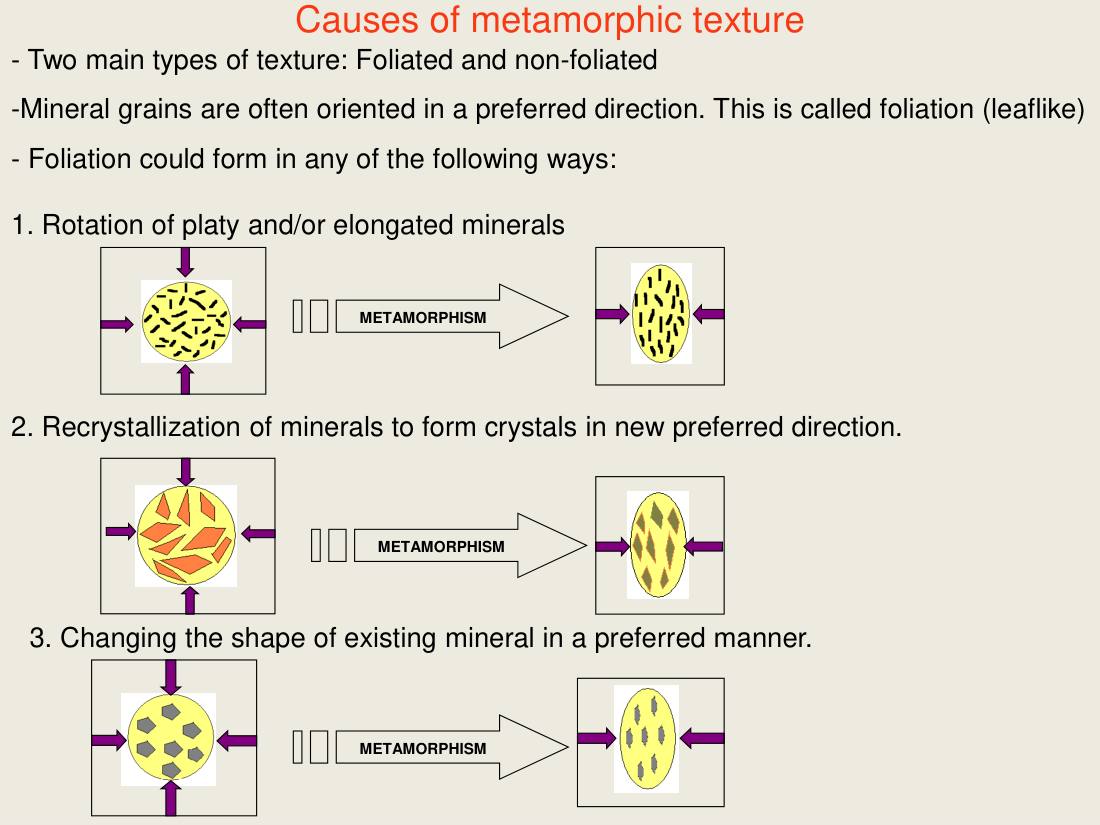 Causes of metamorphic texture
- Two main types of texture: Foliated and non-foliated
-Mineral grains are often oriented in a preferred direction. This is called foliation (leaflike)
- Foliation could form in any of the following ways:
1. Rotation of platy and/or elongated minerals
METAMORPHISM
2. Recrystallization of minerals to form crystals in new preferred direction.
METAMORPHISM
3. Changing the shape of existing mineral in a preferred manner.
METAMORPHISM